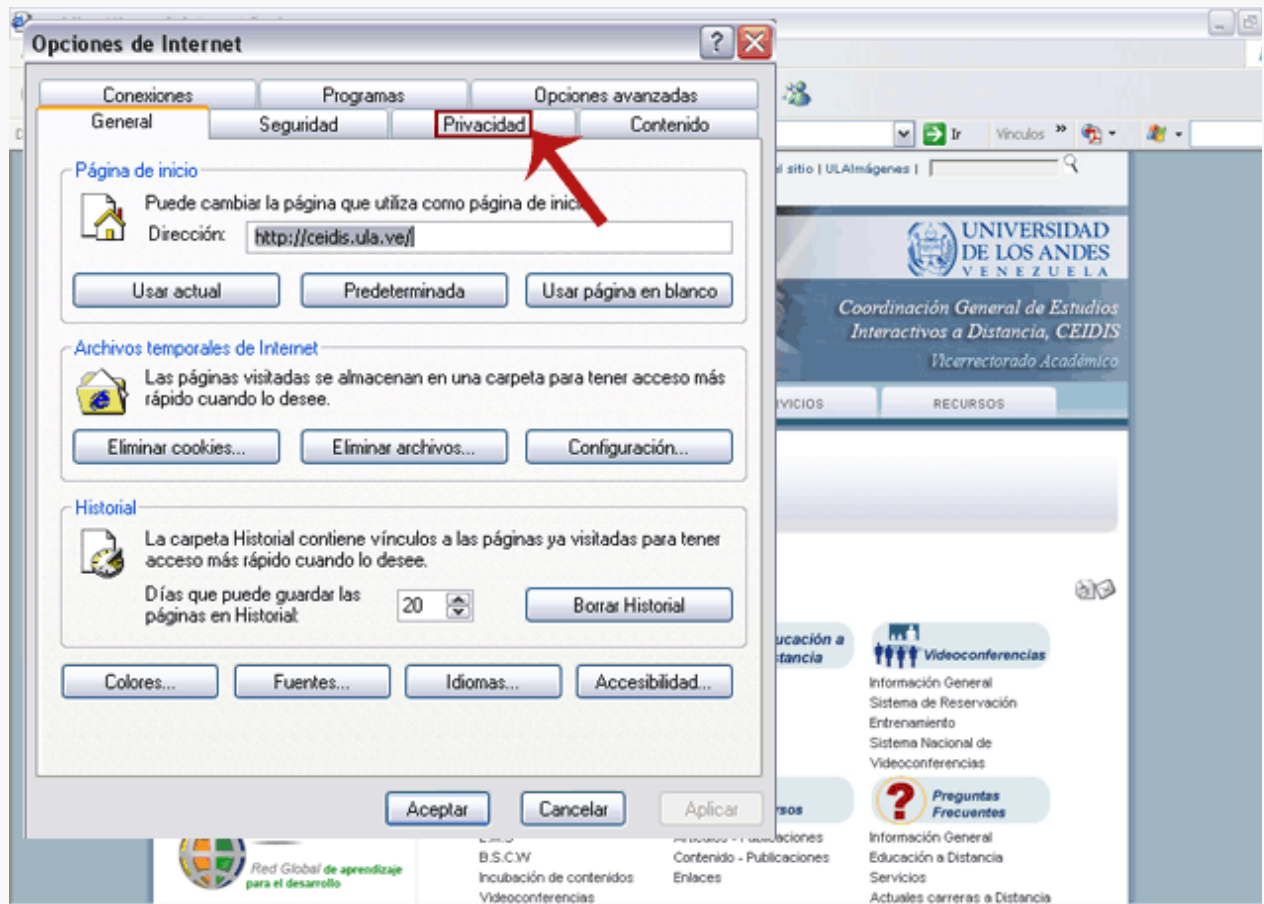 Opciones de Internet
Conexiones Programas Opciones avanzadas
General Seguridad Privacidad Contenido
Página de inicio
Puede cambiar la página que utiliza como página de inic
Dirección: http://ceidis.ula.ve/
Usar actual Predeterminada Usar página en blanco
Archivos temporales de Internet
Las páginas visitadas se almacenan en una carpeta para tener acceso más
rápido cuando lo desee.
Eliminar cookies... Eliminar archivos... Configuración...
Historial
La carpeta Historial contiene vínculos a las páginas ya visitadas para tener
acceso más rápido cuando lo desee.
Días que puede guardar las
páginas en Historial: 20 Borrar Historial
Colores... Fuentes... Idiomas... Accesibilidad...
Aceptar Cancelar Aplicar
Ir Vínculos »
l sitio | ULAImágenes |
UNIVERSIDAD
DE LOS ANDES
VENEZUELA
Coordinación General de Estudios
Interactivos a Distancia, CEIDIS
Vicerrectorado Académico
RVICIOS RECURSOS
ucación a
stancia
Videoconferencias
Información General
Sistema de Reservación
Entrenamiento
Sistema Nacional de
Videoconferencias
rsos
Preguntas
Frecuentes
Información General
Educación a Distancia
Servicios
Actuales carreras a Distancia
Contenido - Publicaciones
Enlaces
B.S.C.W
Incubación de contenidos
Videoconferencias
Red Global de aprendizaje
para el desarrollo